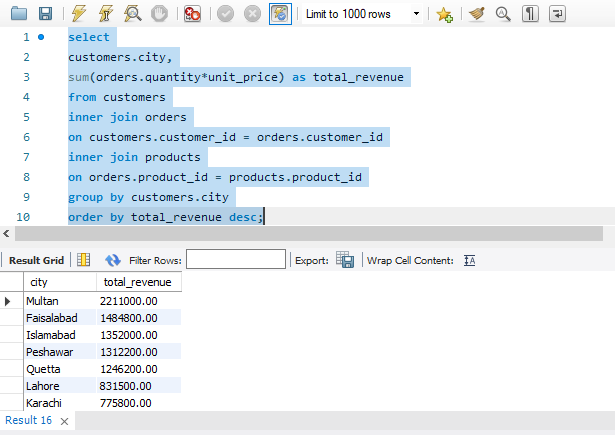 Limit to 1000 rows
1 select
2 customers.city,
3 sum(orders.quantity*unit_price) as total_revenue
4 from customers
5 inner join orders
6 on customers.customer_id = orders.customer_id
7 inner join products
8 on orders.product_id = products.product_id
9 group by customers.city
10 order by total_revenue desc;
Result Grid Filter Rows: Export: Wrap Cell Content:
city total_revenue
Multan 2211000.00
Faisalabad 1484800.00
Islamabad 1352000.00
Peshawar 1312200.00
Quetta 1246200.00
Lahore 831500.00
Karachi 775800.00
Result 16